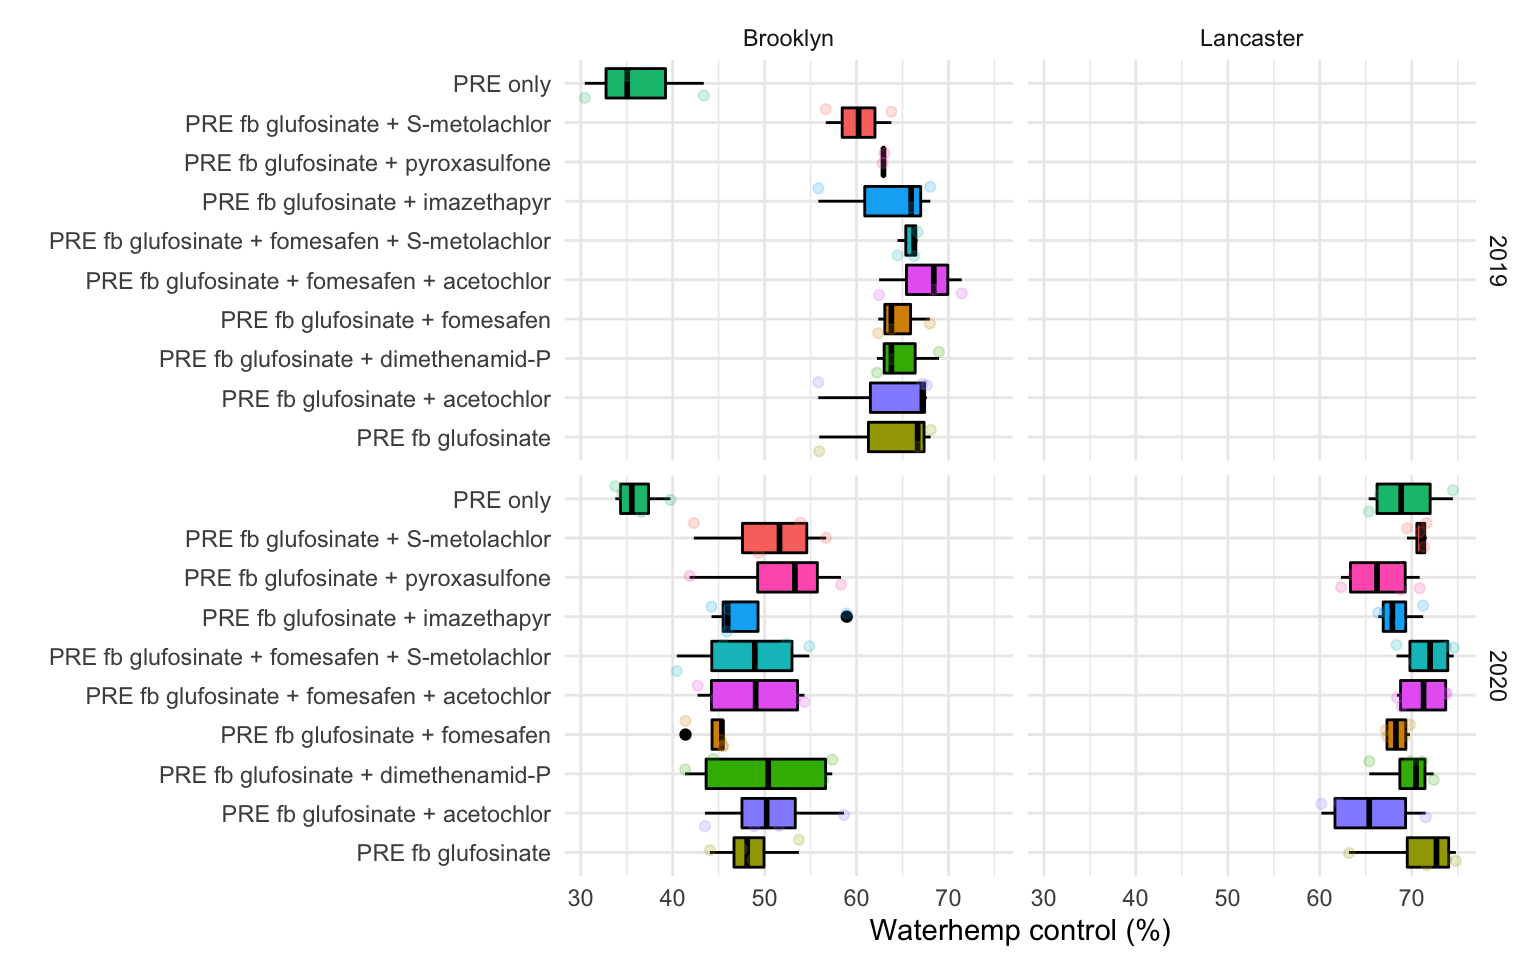 Brooklyn Lancaster
PRE only
PRE fb glufosinate + S-metolachlor
PRE fb glufosinate + pyroxasulfone
PRE fb glufosinate + imazethapyr
PRE fb glufosinate + fomesafen + S-metolachlor
PRE fb glufosinate + fomesafen + acetochlor
PRE fb glufosinate + fomesafen
PRE fb glufosinate + dimethenamid-P
PRE fb glufosinate + acetochlor
PRE fb glufosinate
2019
PRE only
PRE fb glufosinate + S-metolachlor
PRE fb glufosinate + pyroxasulfone
PRE fb glufosinate + imazethapyr
PRE fb glufosinate + fomesafen + S-metolachlor
PRE fb glufosinate + fomesafen + acetochlor
PRE fb glufosinate + fomesafen
PRE fb glufosinate + dimethenamid-P
PRE fb glufosinate + acetochlor
PRE fb glufosinate
2020
30 40 50 60 70 30 40 50 60 70
Waterhemp control (%)